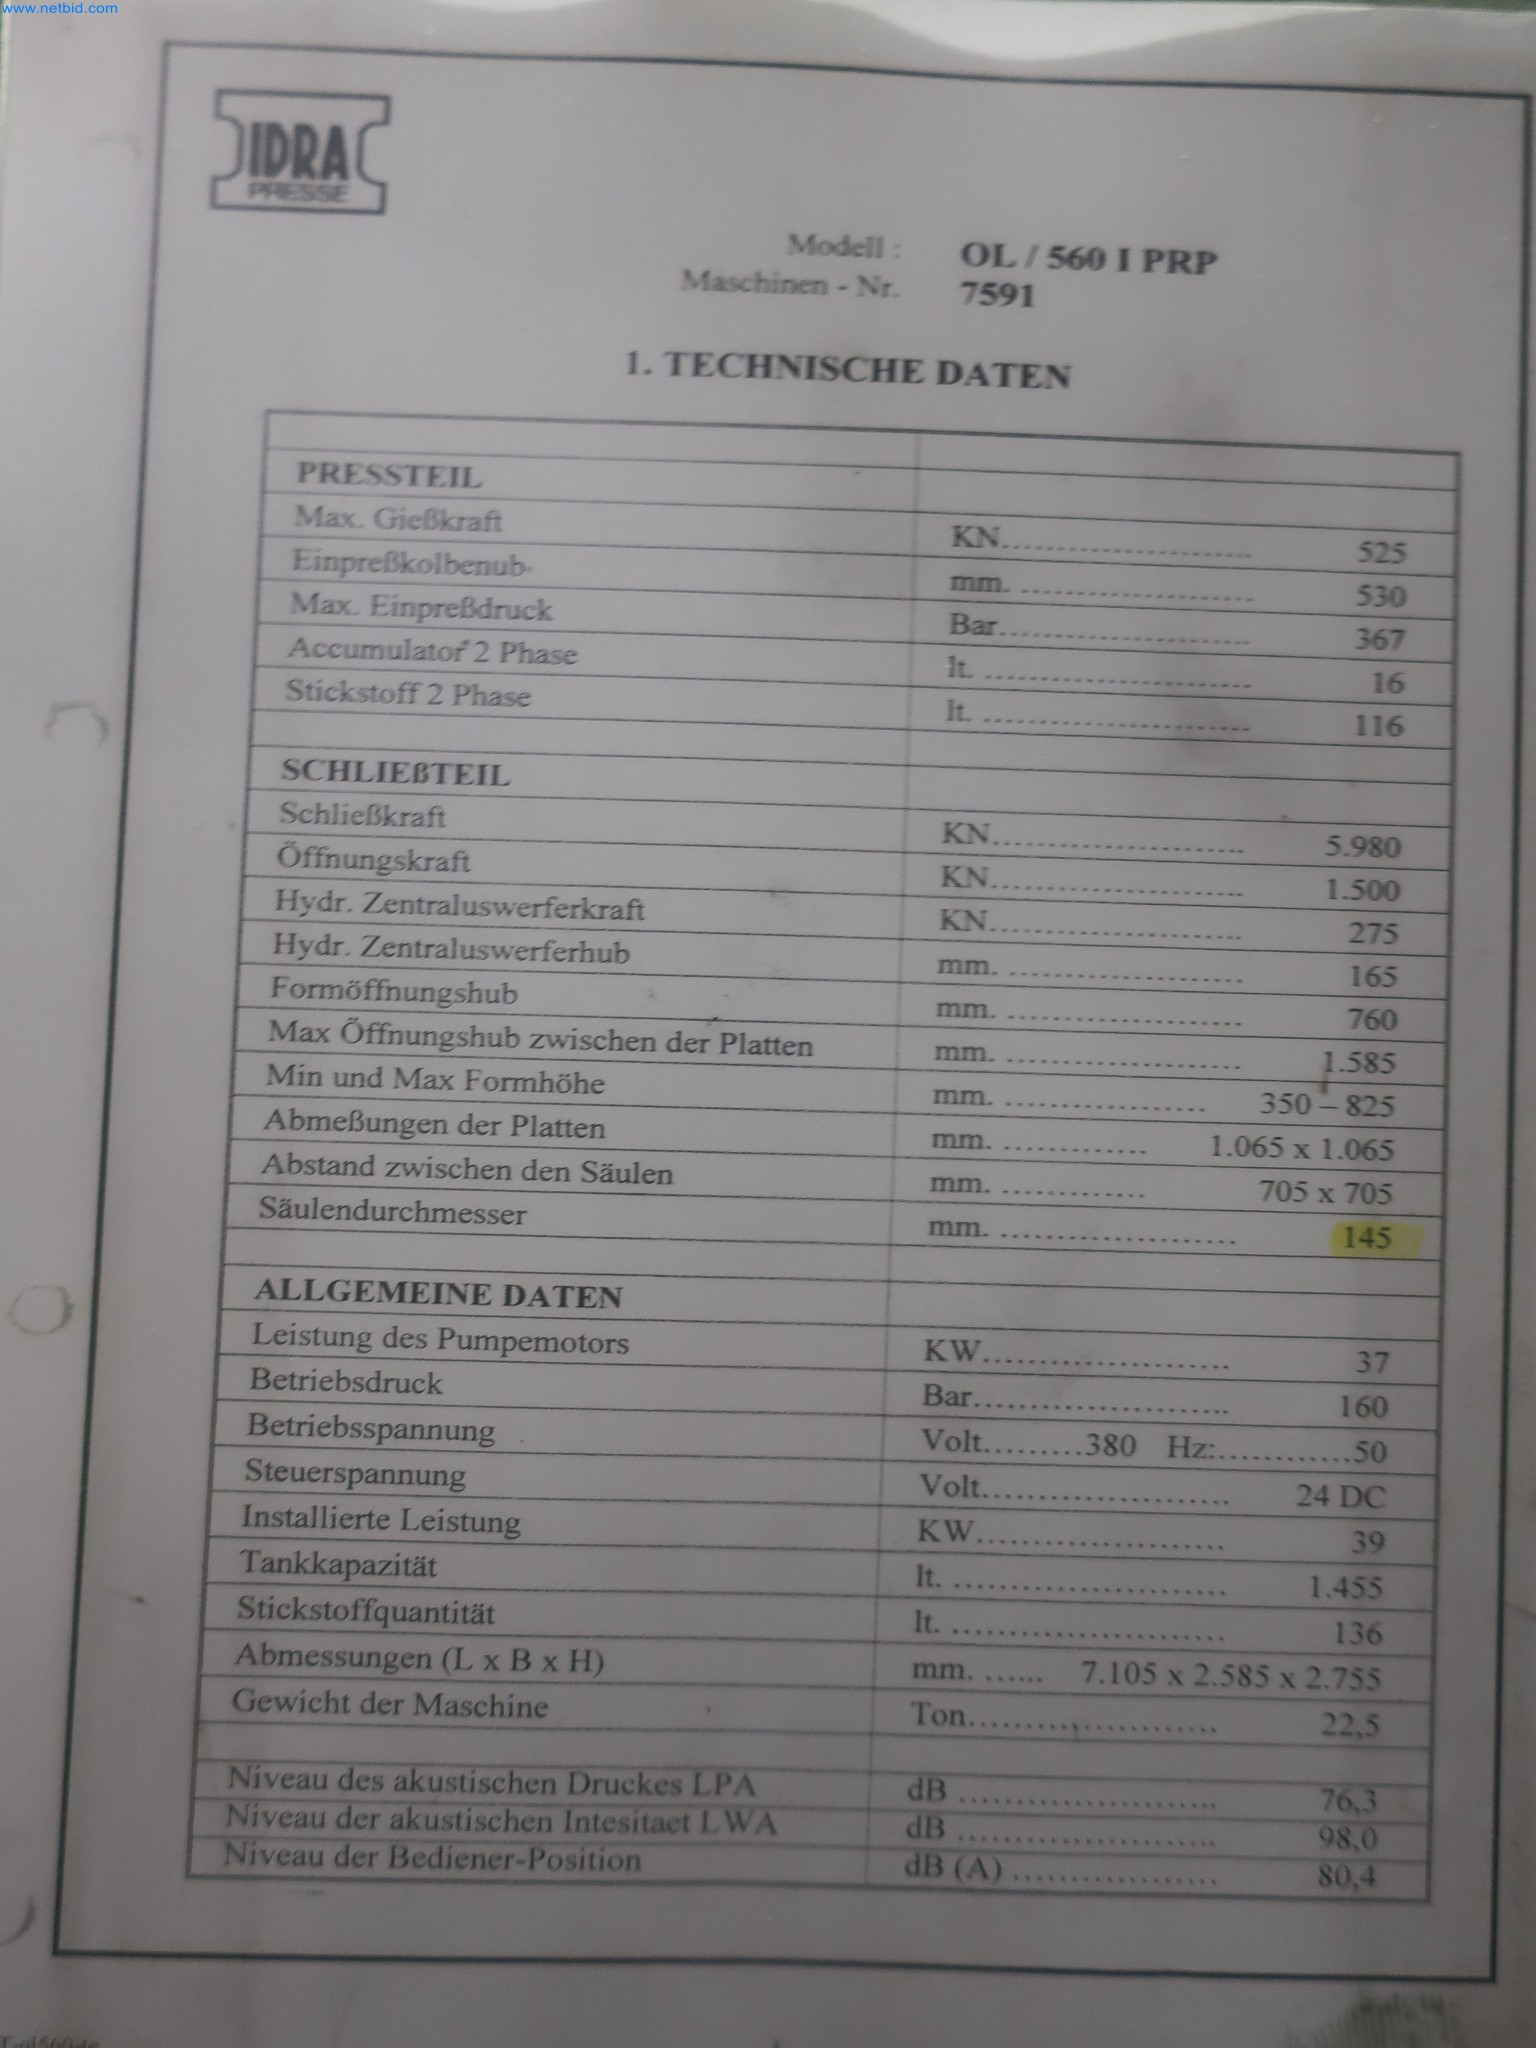 www.netbid.com
IDRA
PRESSE
Modell : OL / 560 I PRP
Maschinen - Nr. 7591
1. TECHNISCHE DATEN
PRESSTEIL
Max. Gießkraft KN............................ 525
Einpreßkolbenub mm. ......................... 530
Max. Einpreßdruck Bar............................ 367
Accumulator 2 Phase lt. ............................ 16
Stickstoff 2 Phase lt. ............................ 116
SCHLIEßTEIL
Schließkraft KN............................ 5.980
Öffnungskraft KN............................ 1.500
Hydr. Zentraluswerferkraft KN............................ 275
Hydr. Zentraluswerferhub mm. ......................... 165
Formöffnungshub mm. ......................... 760
Max Öffnungshub zwischen der Platten mm. ......................... 1.585
Min und Max Formhöhe mm. ..................... 350 – 825
Abmeßungen der Platten mm. ............... 1.065 x 1.065
Abstand zwischen den Säulen mm. ............... 705 x 705
Säulendurchmesser mm. ......................... 145
ALLGEMEINE DATEN
Leistung des Pumpemotors KW........................... 37
Betriebsdruck Bar............................ 160
Betriebsspannung Volt.........380 Hz:.............50
Steuerspannung Volt........................... 24 DC
Installierte Leistung KW........................... 39
Tankkapazität lt. ............................ 1.455
Stickstoffquantität lt. ............................ 136
Abmessungen (L x B x H) mm. ...... 7.105 x 2.585 x 2.755
Gewicht der Maschine Ton........................... 22,5
Niveau des akustischen Druckes LPA dB ........................... 76,3
Niveau der akustischen Intesitaet LWA dB ........................... 98,0
Niveau der Bediener-Position dB (A) ..................... 80,4